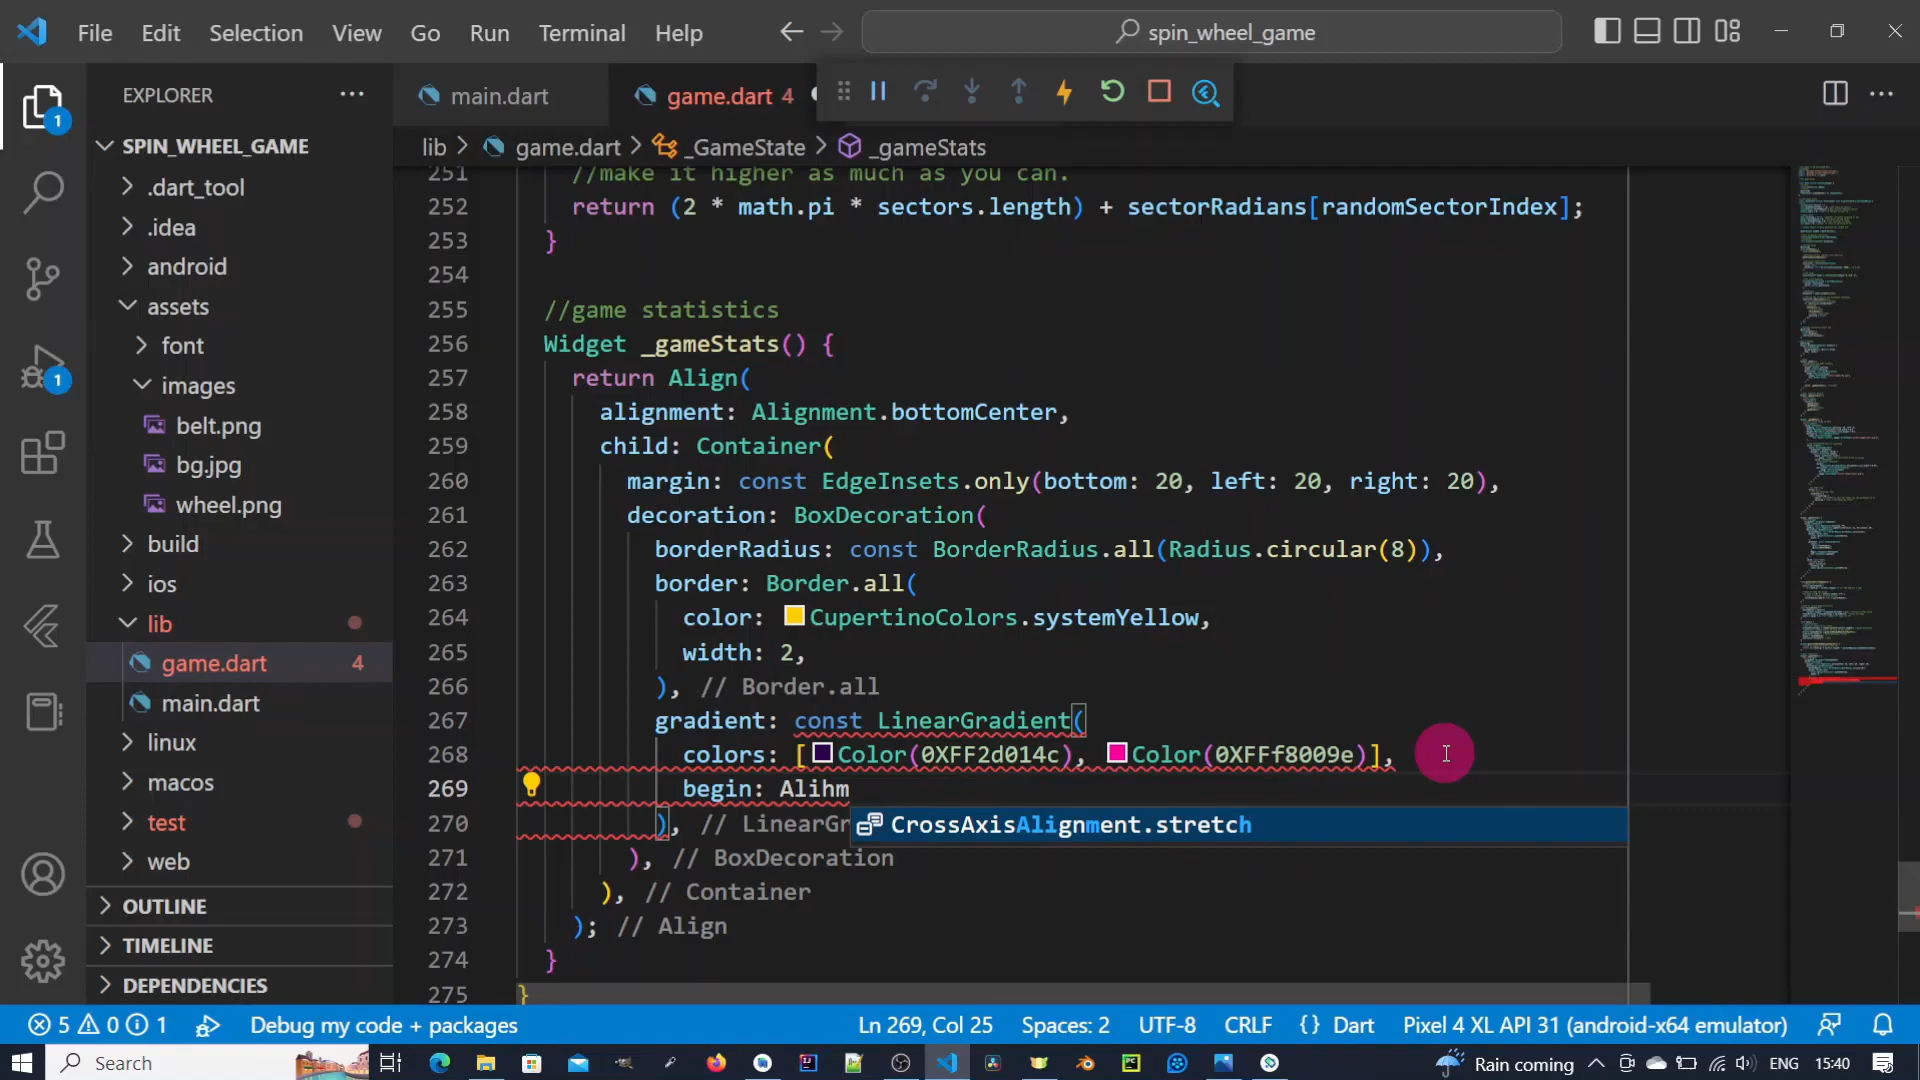 File Edit Selection View Go Run Terminal Help
spin_wheel_game
EXPLORER
main.dart
game.dart 4
SPIN_WHEEL_GAME
lib > game.dart > _GameState > _gameStats
.dart_tool
.idea
android
assets
font
images
belt.png
bg.jpg
wheel.png
build
ios
lib
game.dart 4
main.dart
linux
macos
test
web
OUTLINE
TIMELINE
DEPENDENCIES
1
1
251 //make it higher as much as you can.
252 return (2 * math.pi * sectors.length) + sectorRadians[randomSectorIndex];
253 }
254
255 //game statistics
256 Widget _gameStats() {
257 return Align(
258 alignment: Alignment.bottomCenter,
259 child: Container(
260 margin: const EdgeInsets.only(bottom: 20, left: 20, right: 20),
261 decoration: BoxDecoration(
262 borderRadius: const BorderRadius.all(Radius.circular(8)),
263 border: Border.all(
264 color: CupertinoColors.systemYellow,
265 width: 2,
266 ), // Border.all
267 gradient: const LinearGradient(
268 colors: [Color(0XFF2d014c), Color(0XFFf8009e)],
269 begin: Alihm
270 ), // LinearGr
CrossAxisAlignment.stretch
271 ), // BoxDecoration
272 ), // Container
273 ); // Align
274 }
275 }
5 0 1 Debug my code + packages Ln 269, Col 25 Spaces: 2 UTF-8 CRLF {} Dart Pixel 4 XL API 31 (android-x64 emulator)
Search Rain coming ENG 15:40